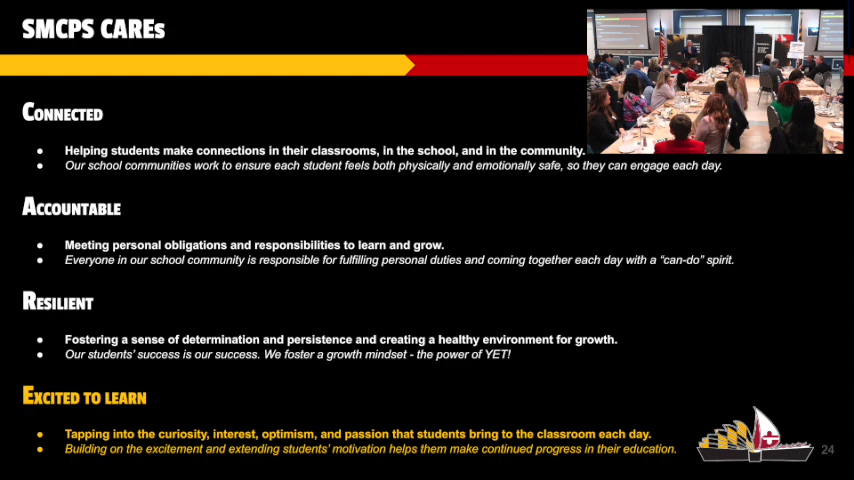 SMCPS CAREs
CONNECTED
● Helping students make connections in their classrooms, in the school, and in the community.
● Our school communities work to ensure each student feels both physically and emotionally safe, so they can engage each day.
ACCOUNTABLE
● Meeting personal obligations and responsibilities to learn and grow.
● Everyone in our school community is responsible for fulfilling personal duties and coming together each day with a “can-do” spirit.
RESILIENT
● Fostering a sense of determination and persistence and creating a healthy environment for growth.
● Our students’ success is our success. We foster a growth mindset - the power of YET!
EXCITED TO LEARN
● Tapping into the curiosity, interest, optimism, and passion that students bring to the classroom each day.
● Building on the excitement and extending students’ motivation helps them make continued progress in their education.
24